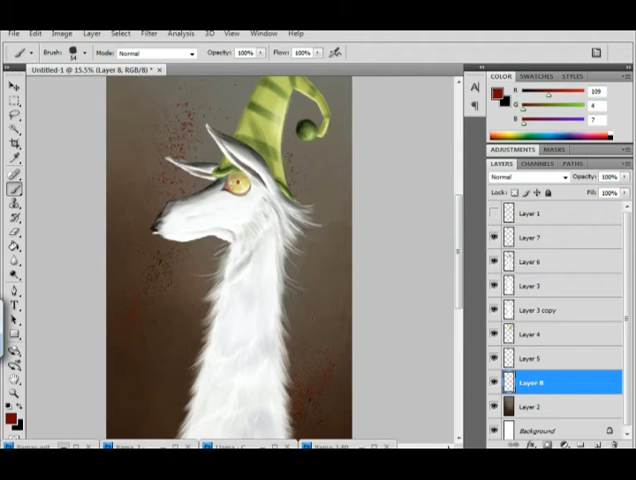 File Edit Image Layer Select Filter Analysis 3D View Window Help
Brush: 54 Mode: Normal Opacity: 100% Flow: 100%
Untitled-1 @ 15.5% (Layer 8, RGB/8) *
COLOR SWATCHES STYLES
R 109
G 4
B 7
ADJUSTMENTS MASKS
LAYERS CHANNELS PATHS
Normal Opacity: 100%
Lock: Fill: 100%
Layer 1
Layer 7
Layer 6
Layer 3
Layer 3 copy
Layer 4
Layer 5
Layer 8
Layer 2
Background